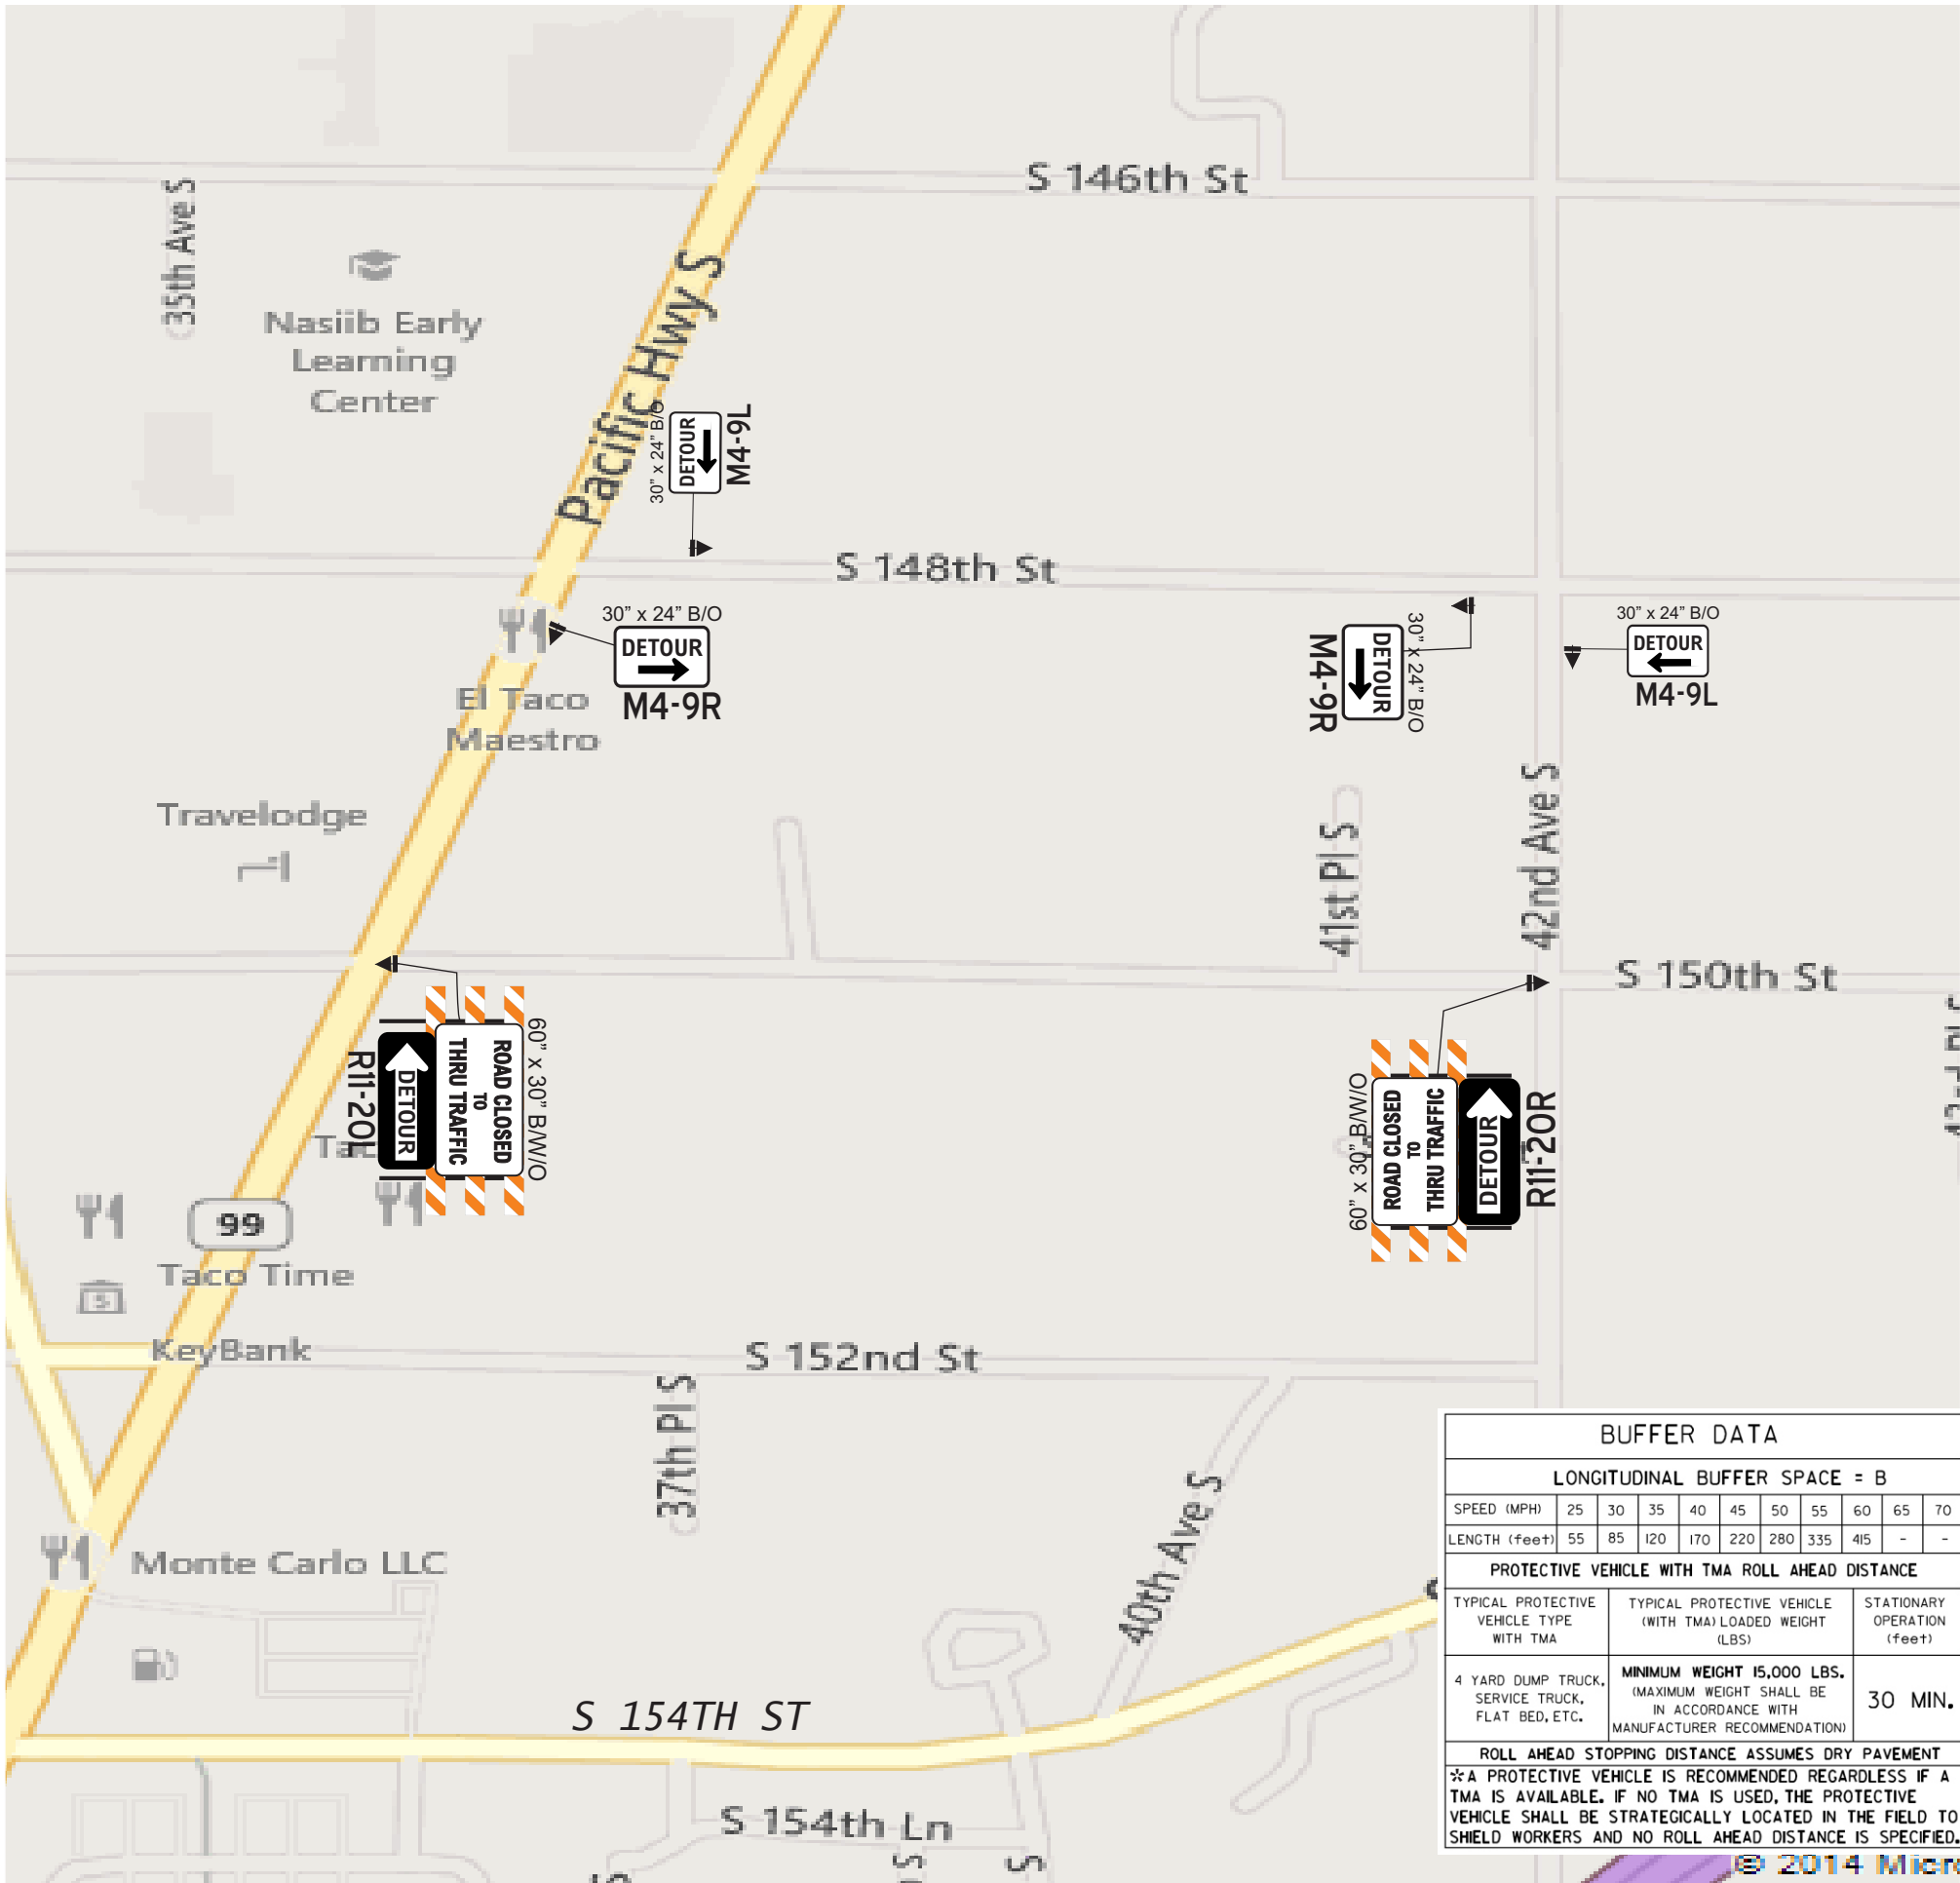 S 146th St
35th Ave S
Nasiib Early
Learning
Center
Pacific Hwy S
30” x 24” B/O
DETOUR
M4-9L
S 148th St
30” x 24” B/O
DETOUR
M4-9R
El Taco
Maestro
30” x 24” B/O
DETOUR
M4-9R
30” x 24” B/O
DETOUR
M4-9L
Travelodge
41st Pl S
42nd Ave S
S 150th St
R11-20L
DETOUR
ROAD CLOSED
TO
THRU TRAFFIC
60” x 30” B/W/O
60” x 30” B/W/O
ROAD CLOSED
TO
THRU TRAFFIC
DETOUR
R11-20R
99
Taco Time
KeyBank
S 152nd St
37th Pl S
40th Ave S
Monte Carlo LLC
S 154TH ST
S 154th Ln
S
S
BUFFER DATA
LONGITUDINAL BUFFER SPACE = B
SPEED (MPH) 25 30 35 40 45 50 55 60 65 70
LENGTH (feet) 55 85 120 170 220 280 335 415 - -
PROTECTIVE VEHICLE WITH TMA ROLL AHEAD DISTANCE
TYPICAL PROTECTIVE
VEHICLE TYPE
WITH TMA
TYPICAL PROTECTIVE VEHICLE
(WITH TMA) LOADED WEIGHT
(LBS)
STATIONARY
OPERATION
(feet)
4 YARD DUMP TRUCK,
SERVICE TRUCK,
FLAT BED, ETC.
MINIMUM WEIGHT 15,000 LBS.
(MAXIMUM WEIGHT SHALL BE
IN ACCORDANCE WITH
MANUFACTURER RECOMMENDATION)
30 MIN.
ROLL AHEAD STOPPING DISTANCE ASSUMES DRY PAVEMENT
*A PROTECTIVE VEHICLE IS RECOMMENDED REGARDLESS IF A
TMA IS AVAILABLE. IF NO TMA IS USED, THE PROTECTIVE
VEHICLE SHALL BE STRATEGICALLY LOCATED IN THE FIELD TO
SHIELD WORKERS AND NO ROLL AHEAD DISTANCE IS SPECIFIED.
© 2014 Micr